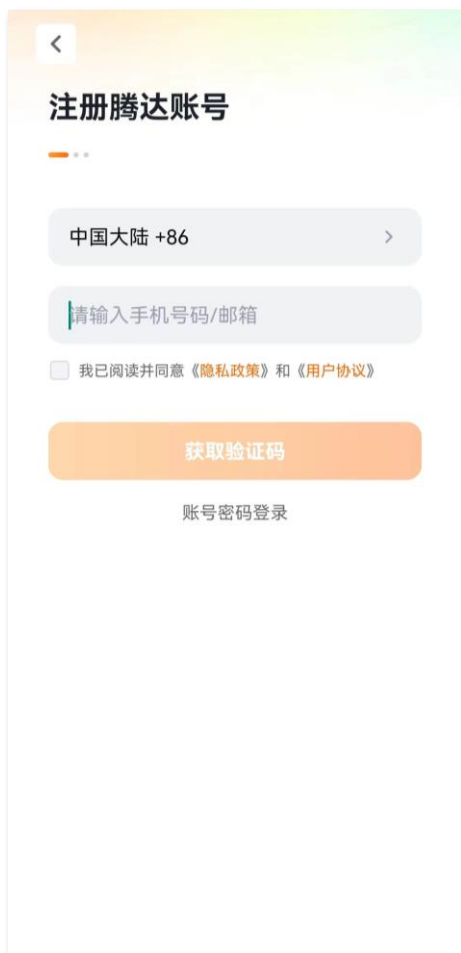 注册腾达账号
中国大陆 +86
请输入手机号码/邮箱
我已阅读并同意《隐私政策》和《用户协议》
获取验证码
账号密码登录